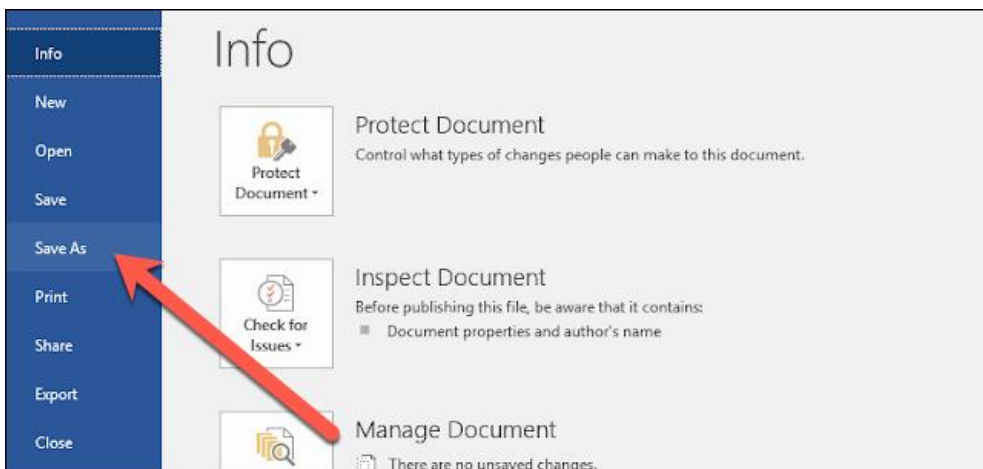 Info
New
Open
Save
Save As
Print
Share
Export
Close
Info
Protect
Document
Protect Document
Control what types of changes people can make to this document.
Check for
Issues
Inspect Document
Before publishing this file, be aware that it contains:
Document properties and author's name
Manage Document
There are no unsaved changes.